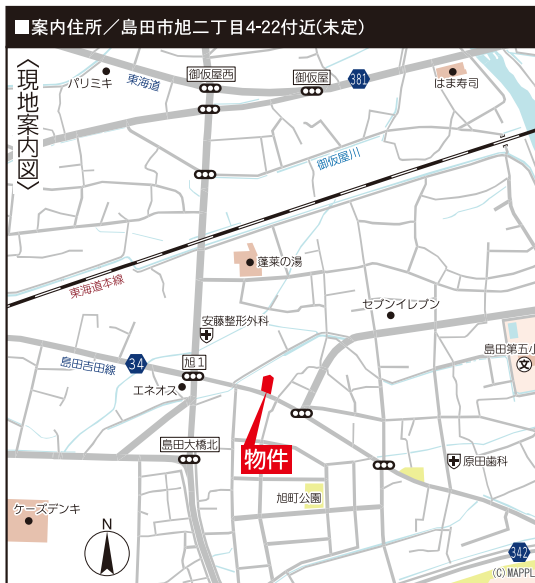 ■案内住所／島田市旭二丁目4-22付近(未定)
〈現地案内図〉
パリミキ
東海道
御仮屋西
御仮屋
381
はま寿司
御仮屋川
東海道本線
蓬莱の湯
セブンイレブン
安藤整形外科
島田第五小
文
島田吉田線
34
旭1
エネオス
島田大橋北
物件
原田歯科
旭町公園
ケーズデンキ
N
342
(C) MAPPL